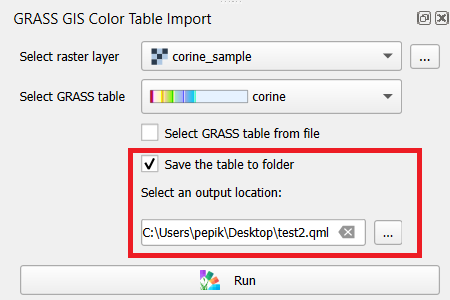 GRASS GIS Color Table Import
Select raster layer corine_sample ...
Select GRASS table corine
Select GRASS table from file
Save the table to folder
Select an output location:
C:\Users\pepik\Desktop\test2.qml ...
Run